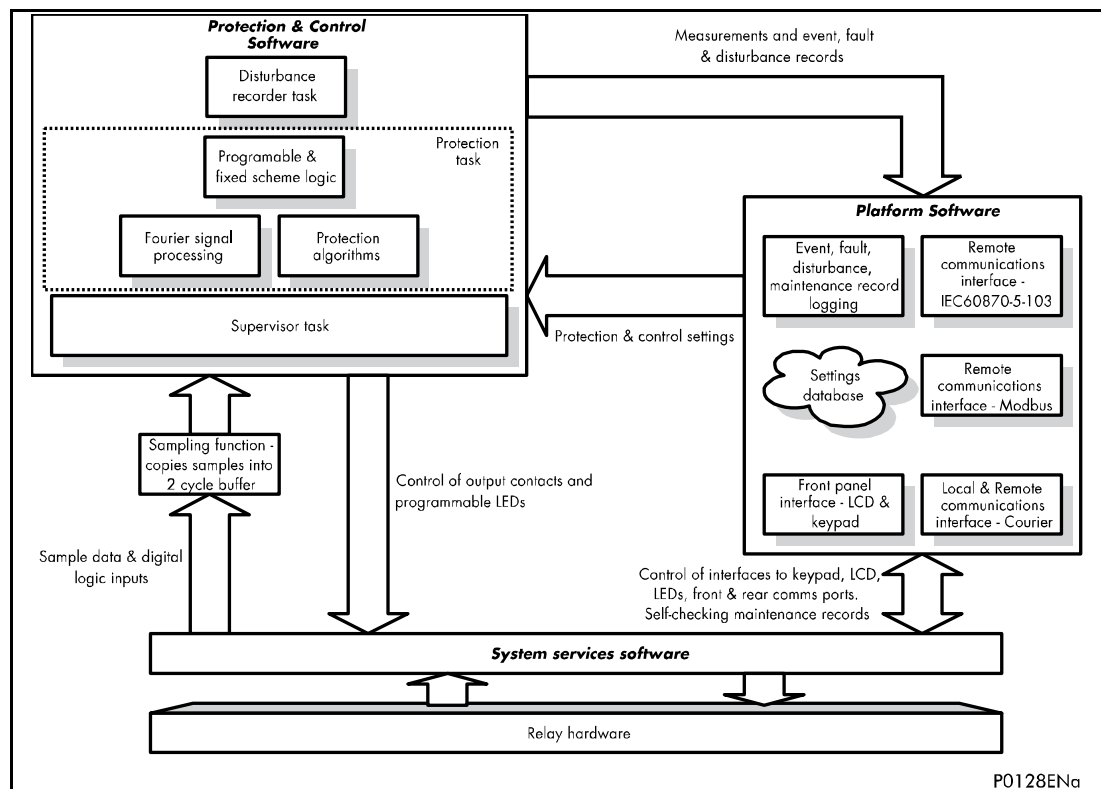 Protection & Control
Software
Disturbance
recorder task
Protection
task
Programable &
fixed scheme logic
Fourier signal
processing
Protection
algorithms
Supervisor task
Measurements and event, fault
& disturbance records
Platform Software
Event, fault,
disturbance,
maintenance record
logging
Remote
communications
interface -
IEC60870-5-103
Protection & control settings
Settings
database
Remote
communications
interface - Modbus
Front panel
interface - LCD &
keypad
Local & Remote
communications
interface - Courier
Sampling function -
copies samples into
2 cycle buffer
Control of output contacts and
programmable LEDs
Sample data & digital
logic inputs
Control of interfaces to keypad, LCD,
LEDs, front & rear comms ports.
Self-checking maintenance records
System services software
Relay hardware
P0128ENa